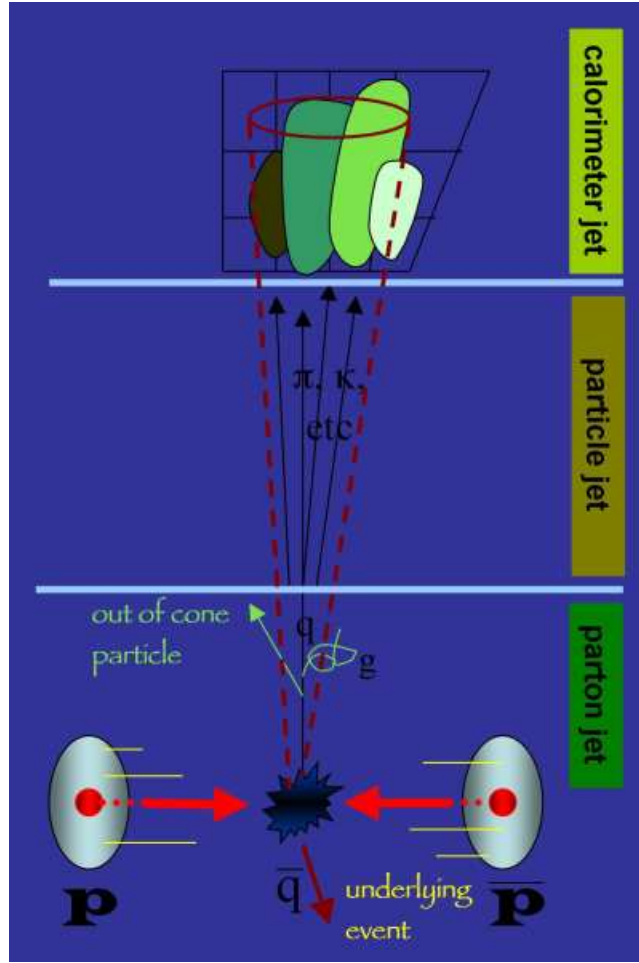 calorimeter jet
π, κ,
etc
particle jet
out of cone
particle
q
g
parton jet
p
q̅
underlying
event
p̅